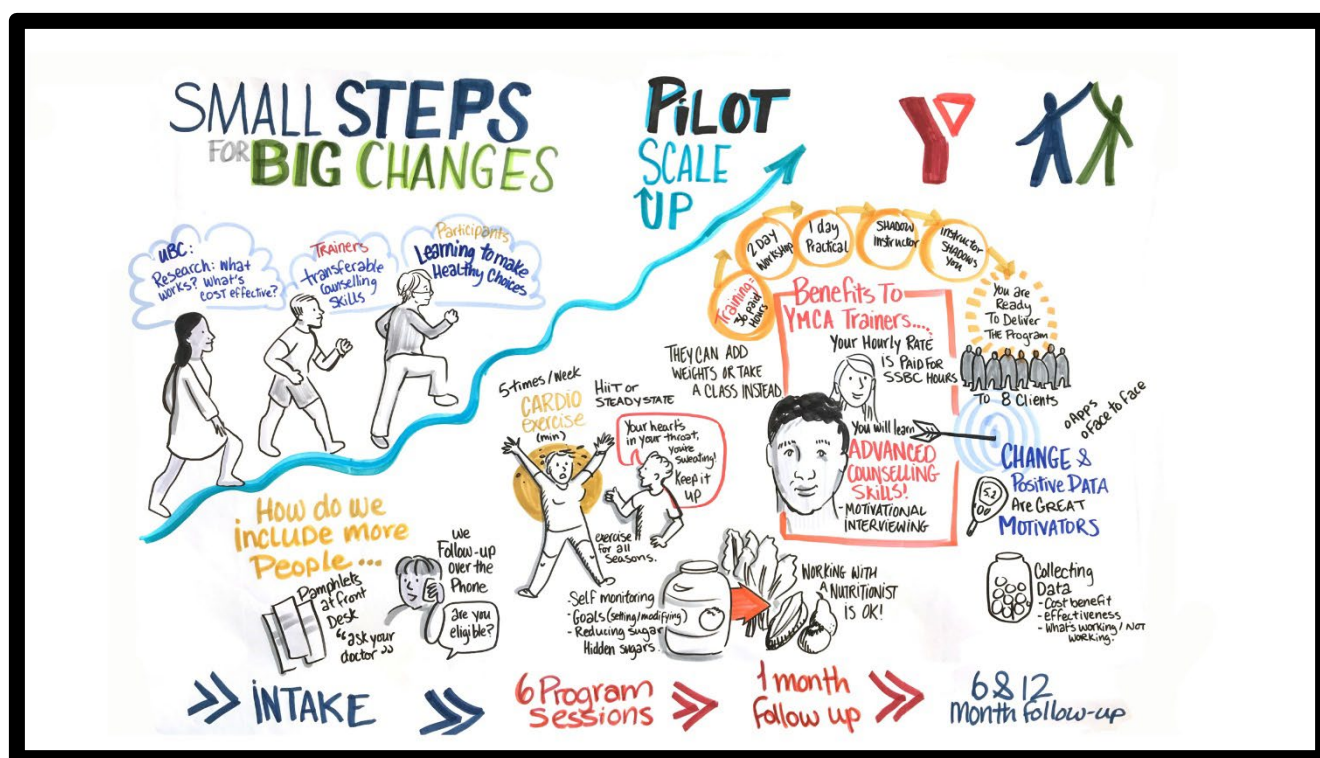 SMALL STEPS
FOR BIG CHANGES
PiLOT
SCALE
UP
UBC:
Research: What
works? What's
COST effective?
Trainers
transferable
Counselling
Skills
Participants
Learning to make
Healthy Choices
Training:
36 paid
Hours
2 Day
Workshop
1 day
Practical
SHADOW
Instructor
Instructor
SHADOWS
You
You are
Ready
To Deliver
THE Program
To 8 Clients
Benefits To
YMCA Trainers....
Your Hourly RATE
IS PAID FOR
SSBC HOURS
You will learn
ADVANCED
COUNSELLING
SKILLS!
- MOTIVATIONAL
INTERVIEWING
o Apps
o Face to Face
CHANGE &
Positive DATA
Are GREAT
MOTIVATORS
THEY CAN ADD
WEIGHTS OR TAKE
A CLASS INSTEAD
5 times/week
CARDIO
exercise
(min)
HiiT or
STEADY STATE
Your heart's
in your throat,
you're
sweating!
Keep it
up
exercise
for all
seasons.
How do we
include more
People ...
Pamphlets
at front
Desk
"ask your
doctor"
we
Follow-up
over the
Phone
are you
eligible?
- Self monitoring
- Goals (setting/modifying)
- Reducing sugar
Hidden sugars
WORKING WITH
A NUTRITIONIST
IS OK!
Collecting
Data
- Cost benefit
- Effectiveness
- What's working / NOT
working.
>> iNTAKE
>> 6 Program
Sessions
>> 1 month
Follow up
>> 6 & 12
Month Follow-up